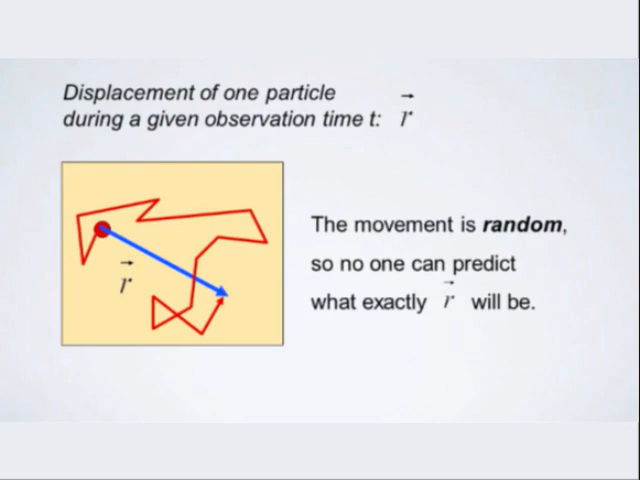 Displacement of one particle
during a given observation time t: r⃗
The movement is random,
so no one can predict
what exactly r⃗ will be.
r⃗